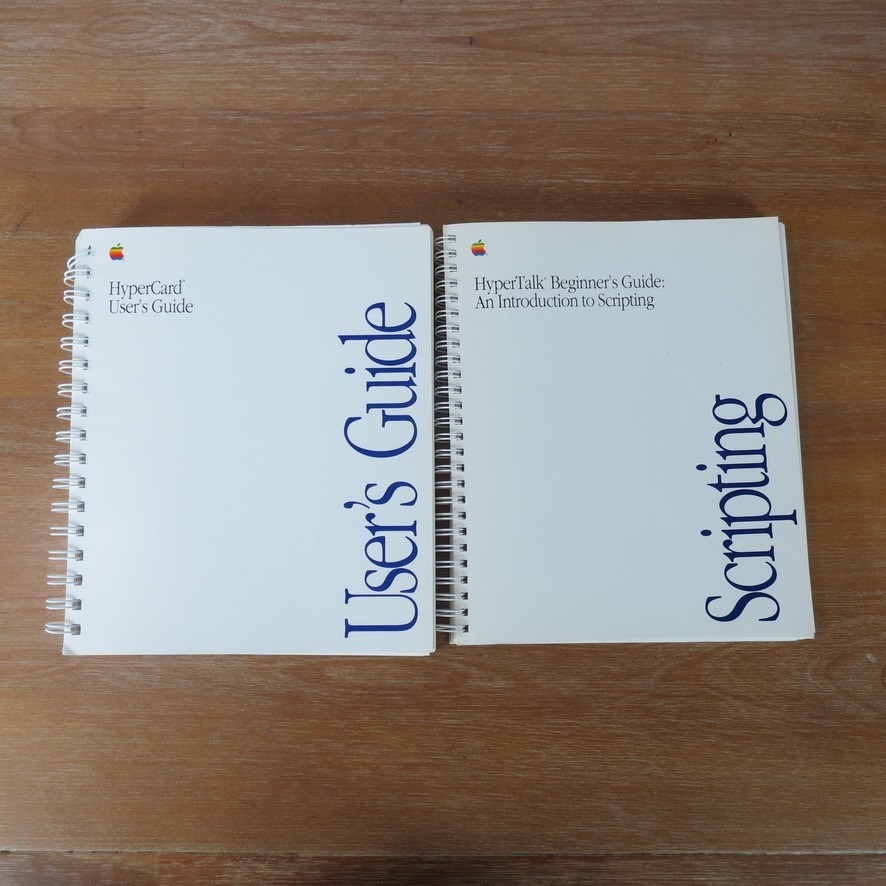 HyperCard®
User's Guide
User's Guide
HyperTalk® Beginner's Guide:
An Introduction to Scripting
Scripting